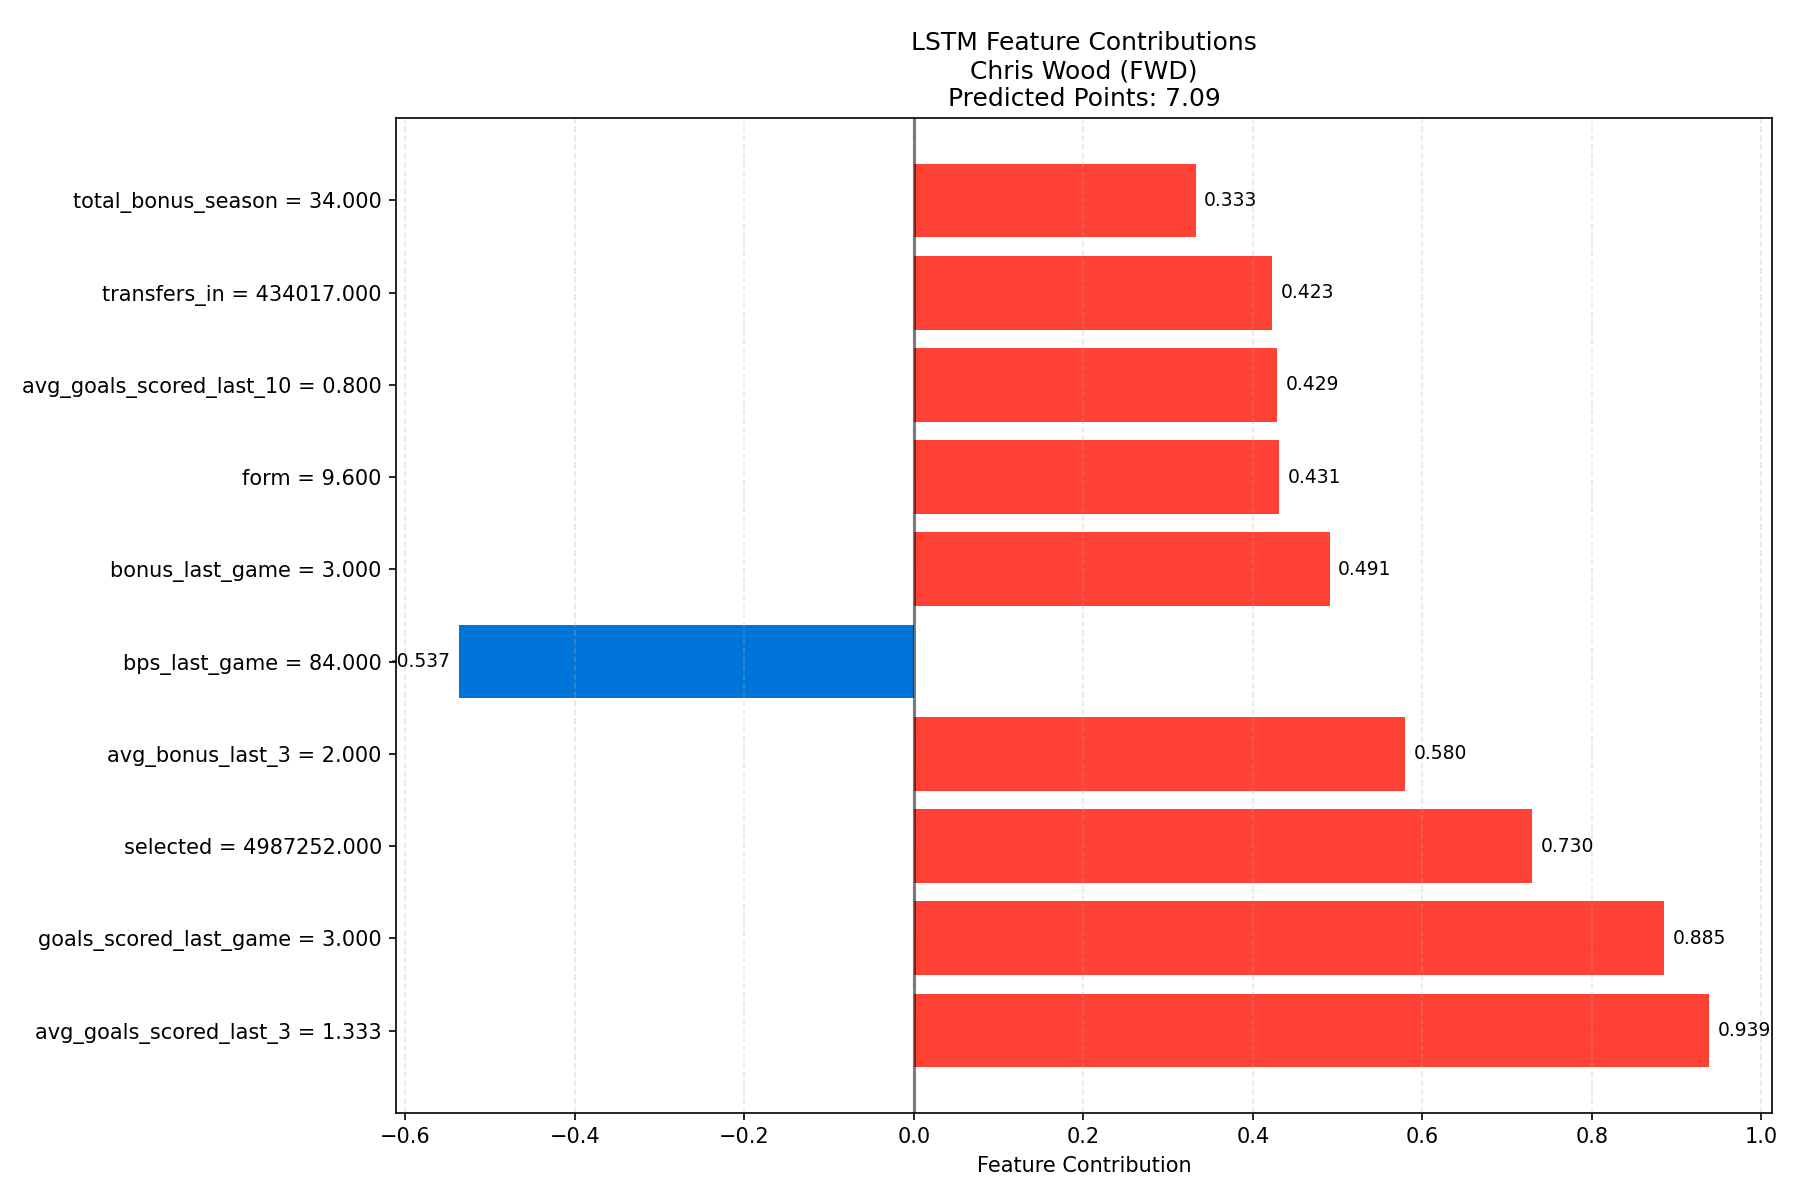 LSTM Feature Contributions
Chris Wood (FWD)
Predicted Points: 7.09
total_bonus_season = 34.000
0.333
transfers_in = 434017.000
0.423
avg_goals_scored_last_10 = 0.800
0.429
form = 9.600
0.431
bonus_last_game = 3.000
0.491
bps_last_game = 84.000
-0.537
avg_bonus_last_3 = 2.000
0.580
selected = 4987252.000
0.730
goals_scored_last_game = 3.000
0.885
avg_goals_scored_last_3 = 1.333
0.939
−0.6 −0.4 −0.2 0.0 0.2 0.4 0.6 0.8 1.0
Feature Contribution